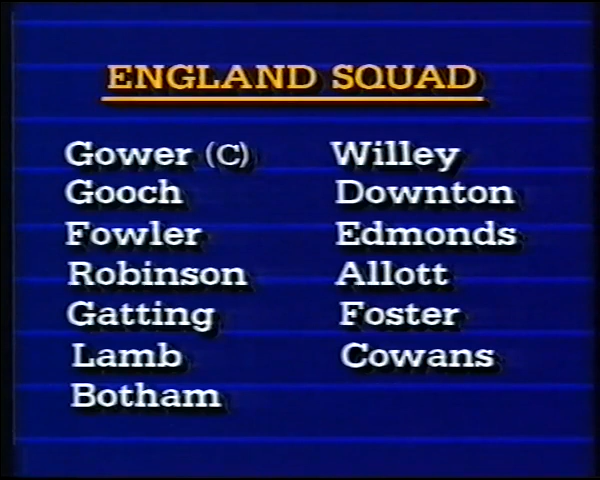 ENGLAND SQUAD
Gower (C)
Gooch
Fowler
Robinson
Gatting
Lamb
Botham
Willey
Downton
Edmonds
Allott
Foster
Cowans